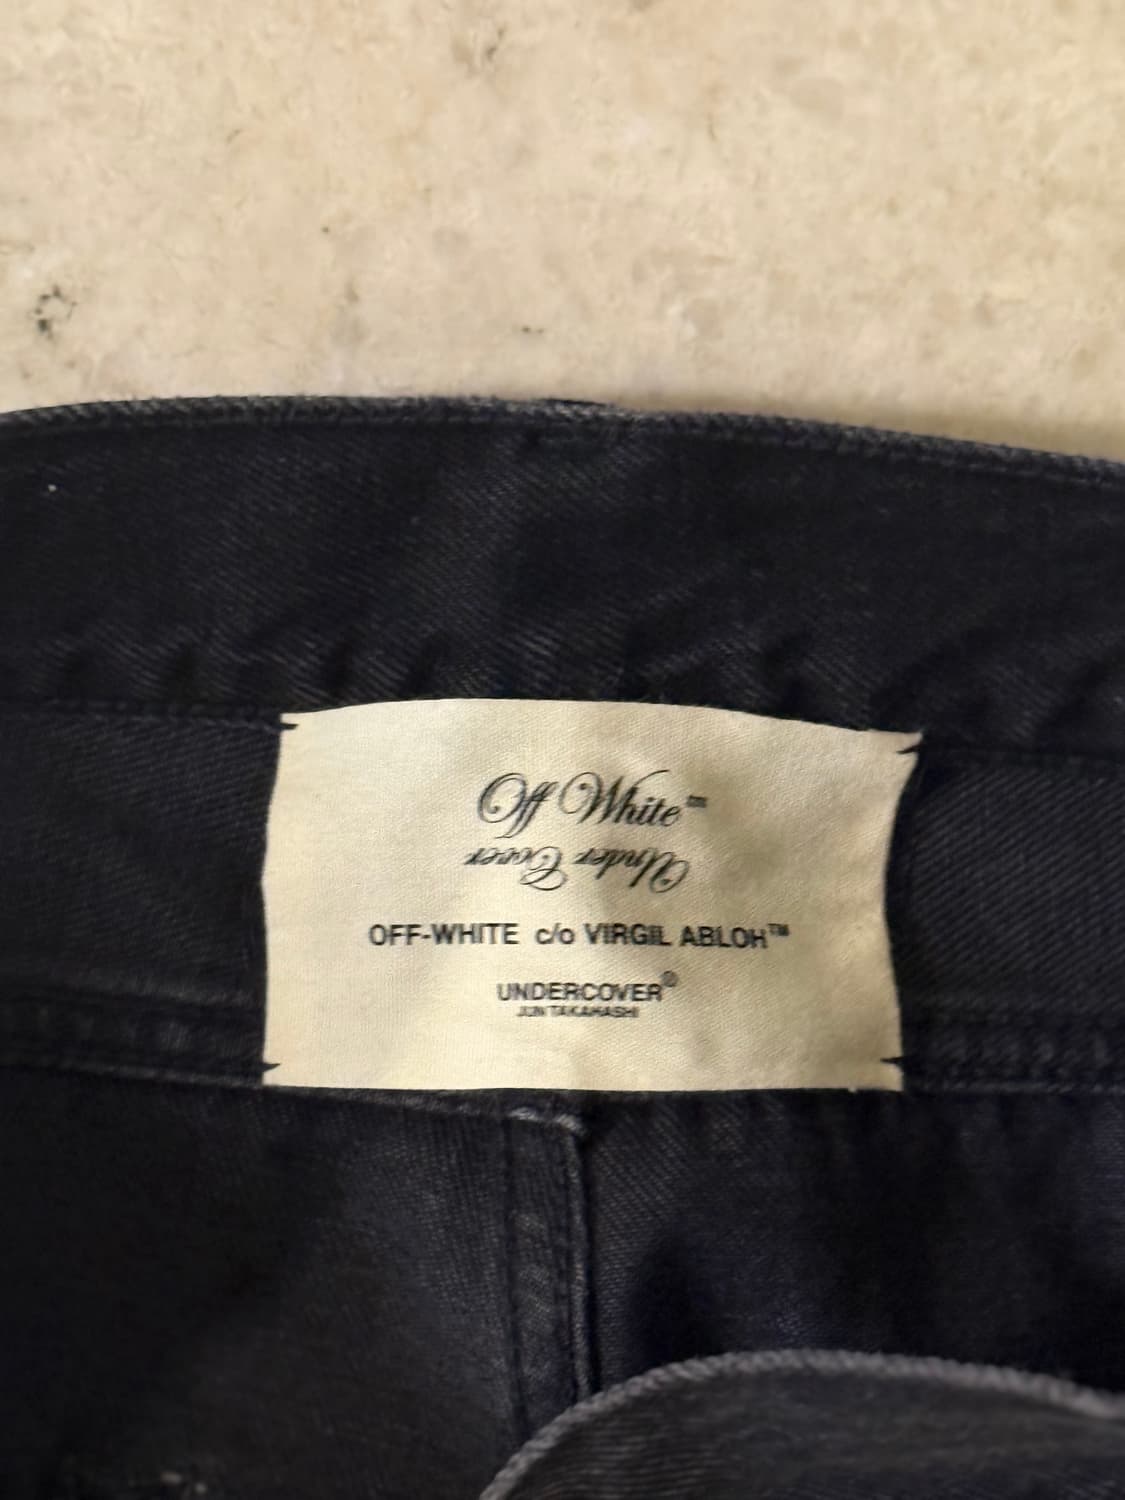 Off White™
Under Cover
OFF-WHITE c/o VIRGIL ABLOH™
UNDERCOVER®
JUN TAKAHASHI